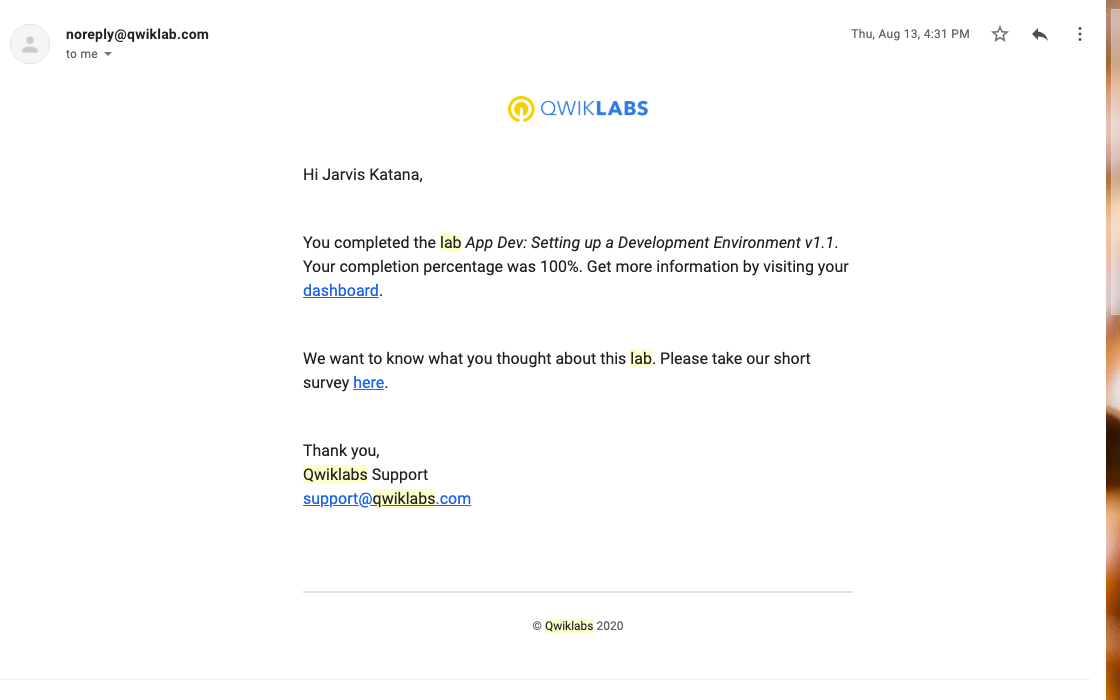 noreply@qwiklab.com
Thu, Aug 13, 4:31 PM
to me
QWIKLABS
Hi Jarvis Katana,
You completed the lab App Dev: Setting up a Development Environment v1.1.
Your completion percentage was 100%. Get more information by visiting your
dashboard.
We want to know what you thought about this lab. Please take our short
survey here.
Thank you,
Qwiklabs Support
support@qwiklabs.com
© Qwiklabs 2020